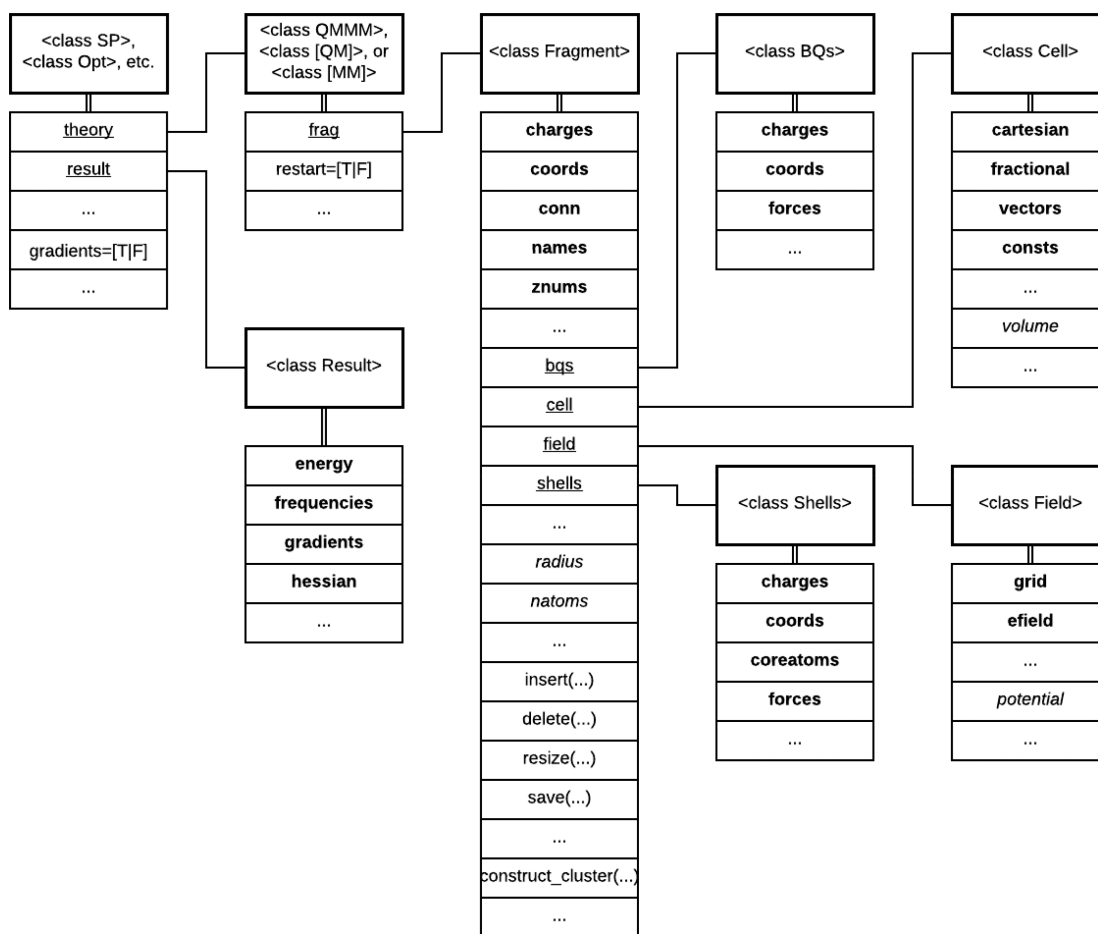 <class SP>,
<class Opt>, etc.
theory
result
...
gradients=[T|F]
...
<class QMMM>,
<class [QM]>, or
<class [MM]>
frag
restart=[T|F]
...
<class Result>
energy
frequencies
gradients
hessian
...
<class Fragment>
charges
coords
conn
names
znums
...
bqs
cell
field
shells
...
radius
natoms
...
insert(...)
delete(...)
resize(...)
save(...)
...
construct_cluster(...)
...
<class BQs>
charges
coords
forces
...
<class Shells>
charges
coords
coreatoms
forces
...
<class Cell>
cartesian
fractional
vectors
consts
...
volume
...
<class Field>
grid
efield
...
potential
...